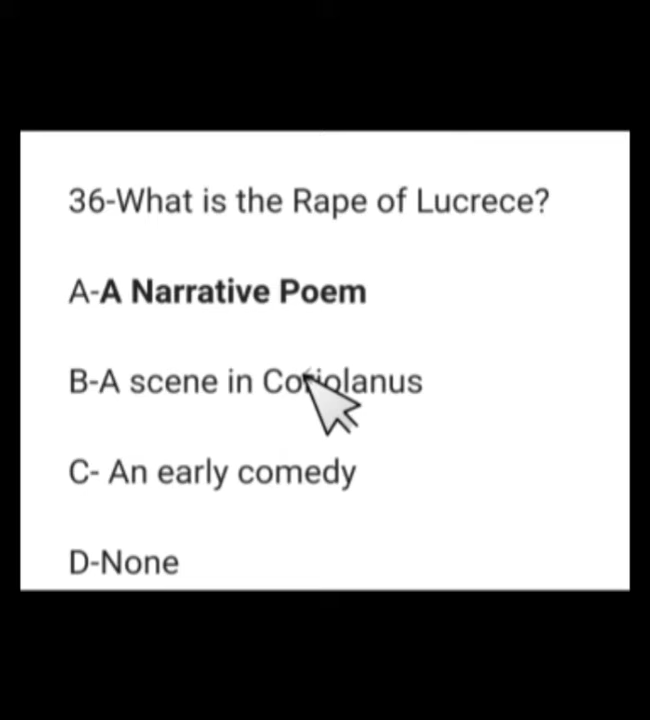 36-What is the Rape of Lucrece?
A-A Narrative Poem
B-A scene in Coriolanus
C- An early comedy
D-None